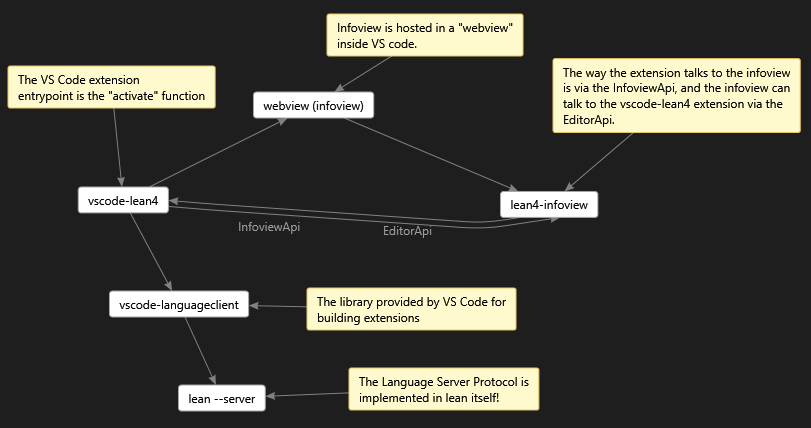 Infoview is hosted in a "webview"
inside VS code.
The VS Code extension
entrypoint is the "activate" function
The way the extension talks to the infoview
is via the InfoviewApi, and the infoview can
talk to the vscode-lean4 extension via the
EditorApi.
webview (infoview)
vscode-lean4
lean4-infoview
InfoviewApi
EditorApi
vscode-languageclient
The library provided by VS Code for
building extensions
lean --server
The Language Server Protocol is
implemented in lean itself!